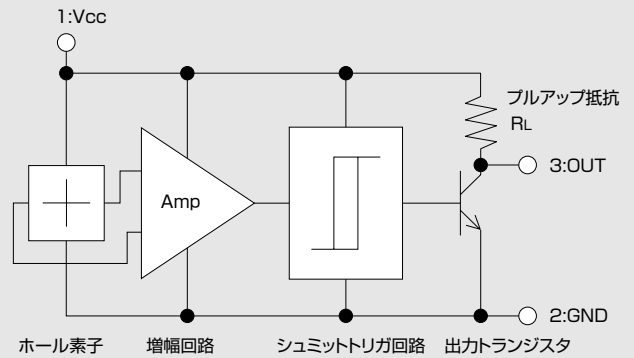 1:Vcc
プルアップ抵抗
RL
3:OUT
Amp
2:GND
ホール素子
増幅回路
シュミットトリガ回路
出力トランジスタ